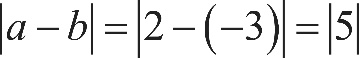 |a − b| = |2 − (−3)| = |5|